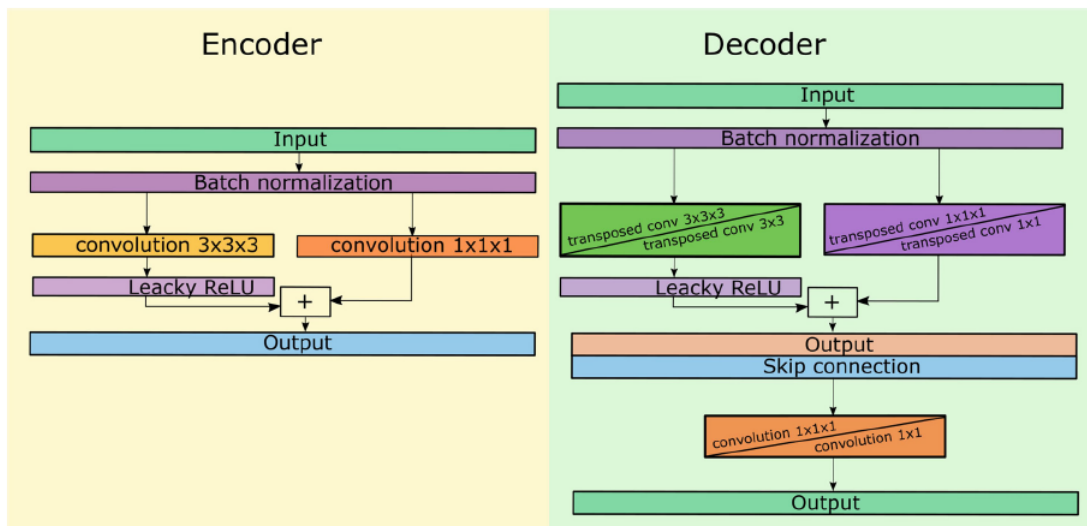 Encoder
Input
Batch normalization
convolution 3x3x3
convolution 1x1x1
Leacky ReLU
+
Output
Decoder
Input
Batch normalization
transposed conv 3x3x3
transposed conv 3x3
transposed conv 1x1x1
transposed conv 1x1
Leacky ReLU
+
Output
Skip connection
convolution 1x1x1
convolution 1x1
Output